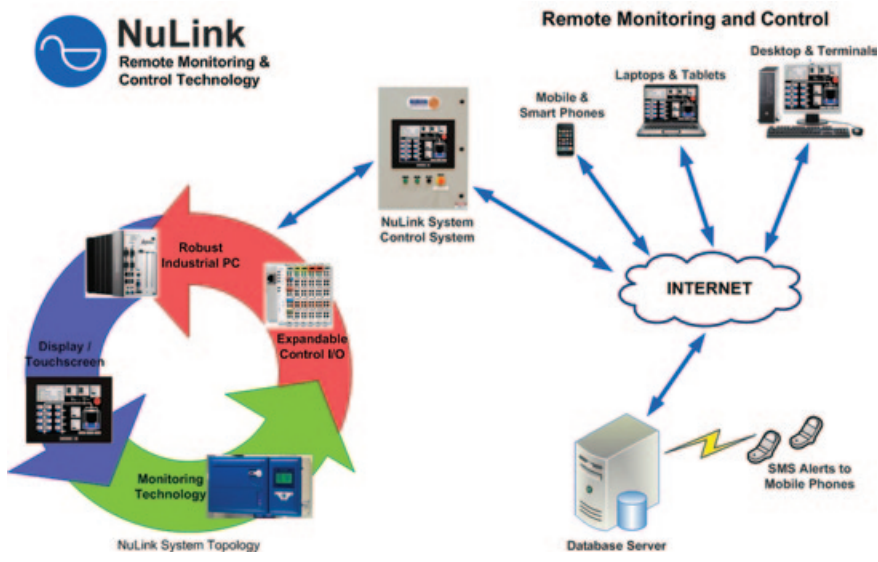 NuLink
Remote Monitoring &
Control Technology
Remote Monitoring and Control
Desktop & Terminals
Laptops & Tablets
Mobile &
Smart Phones
NuLink System
Control System
Robust
Industrial PC
INTERNET
Expandable
Control I/O
Display /
Touchscreen
Monitoring
Technology
SMS Alerts to
Mobile Phones
NuLink System Topology
Database Server